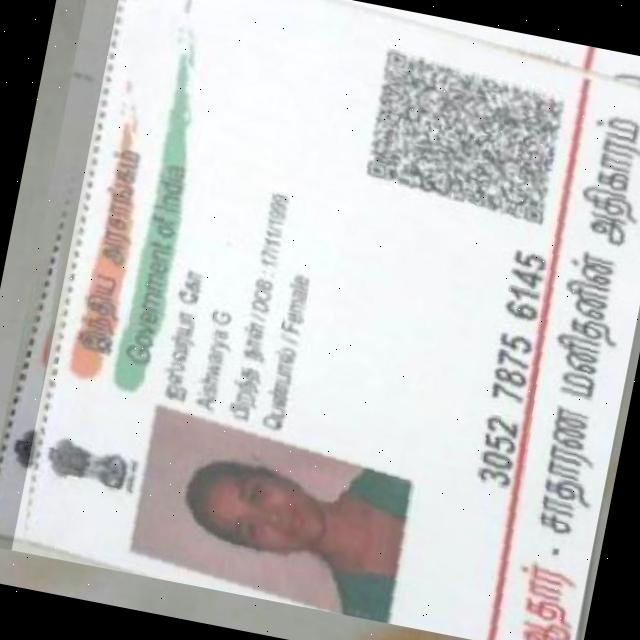 இந்திய அரசாங்கம்
Government of India
ஐஸ்வர்யா
Aishwarya G
பிறந்த நாள் / DOB : 17/11/1999
/ Female
3052 7875 6145
ஆதார் - சாதாரண மனிதனின் அதிகாரம்